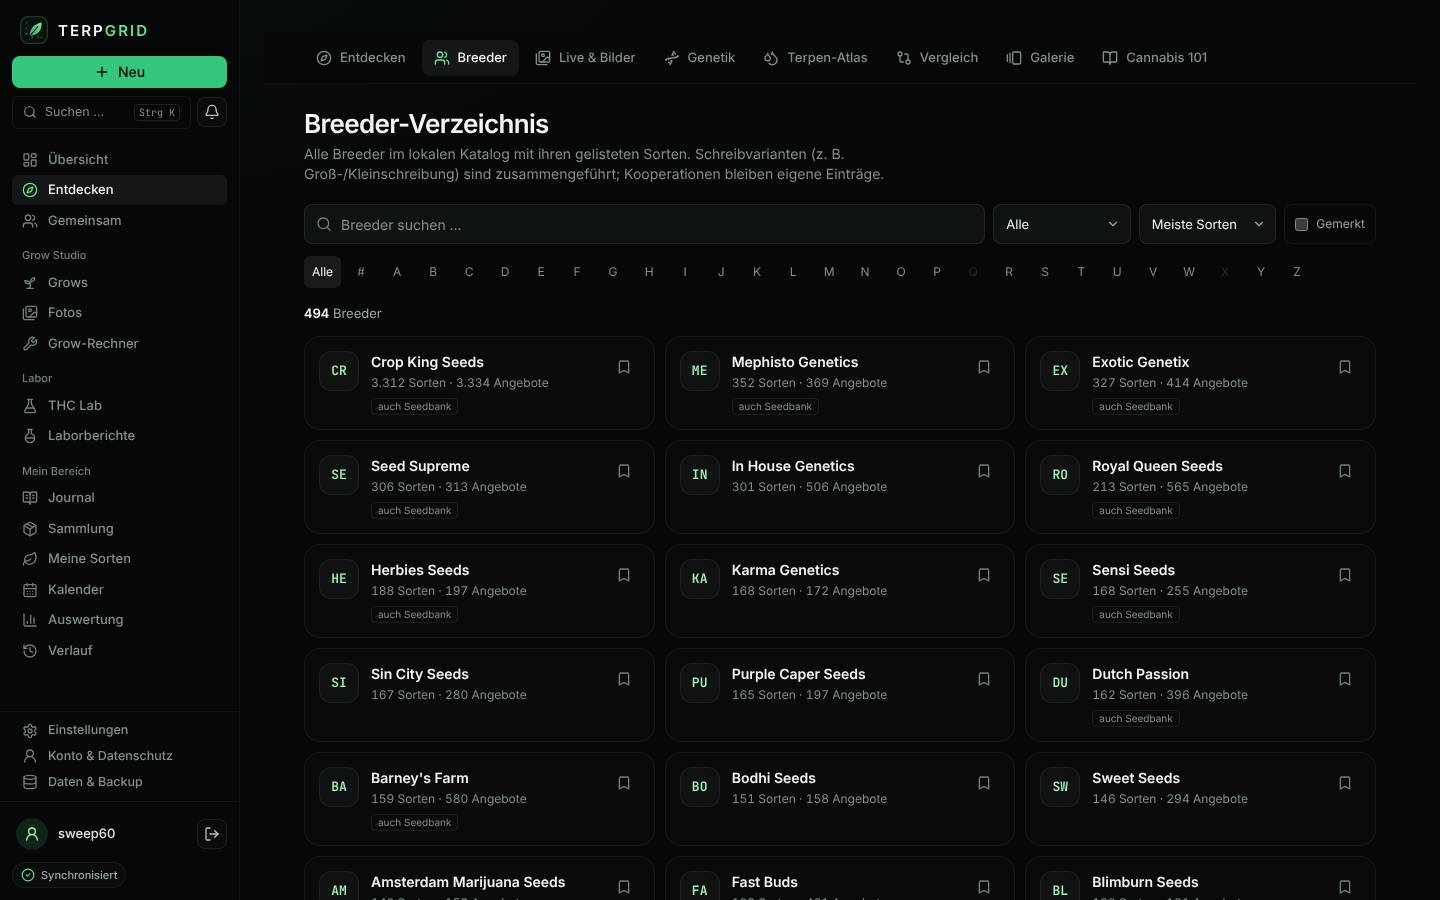 TERPGRID
Neu
Suchen ... Strg K
Übersicht
Entdecken
Gemeinsam
Grow Studio
Grows
Fotos
Grow-Rechner
Labor
THC Lab
Laborberichte
Mein Bereich
Journal
Sammlung
Meine Sorten
Kalender
Auswertung
Verlauf
Einstellungen
Konto & Datenschutz
Daten & Backup
sweep60
Synchronisiert
Entdecken Breeder Live & Bilder Genetik Terpen-Atlas Vergleich Galerie Cannabis 101
Breeder-Verzeichnis
Alle Breeder im lokalen Katalog mit ihren gelisteten Sorten. Schreibvarianten (z. B.
Groß-/Kleinschreibung) sind zusammengeführt; Kooperationen bleiben eigene Einträge.
Breeder suchen ... Alle Meiste Sorten Gemerkt
Alle # A B C D E F G H I J K L M N O P Q R S T U V W X Y Z
494 Breeder
CR Crop King Seeds
3.312 Sorten · 3.334 Angebote
auch Seedbank
ME Mephisto Genetics
352 Sorten · 369 Angebote
auch Seedbank
EX Exotic Genetix
327 Sorten · 414 Angebote
auch Seedbank
SE Seed Supreme
306 Sorten · 313 Angebote
auch Seedbank
IN In House Genetics
301 Sorten · 506 Angebote
RO Royal Queen Seeds
213 Sorten · 565 Angebote
auch Seedbank
HE Herbies Seeds
188 Sorten · 197 Angebote
auch Seedbank
KA Karma Genetics
168 Sorten · 172 Angebote
SE Sensi Seeds
168 Sorten · 255 Angebote
auch Seedbank
SI Sin City Seeds
167 Sorten · 280 Angebote
PU Purple Caper Seeds
165 Sorten · 197 Angebote
DU Dutch Passion
162 Sorten · 396 Angebote
auch Seedbank
BA Barney's Farm
159 Sorten · 580 Angebote
auch Seedbank
BO Bodhi Seeds
151 Sorten · 158 Angebote
SW Sweet Seeds
146 Sorten · 294 Angebote
AM Amsterdam Marijuana Seeds
FA Fast Buds
BL Blimburn Seeds